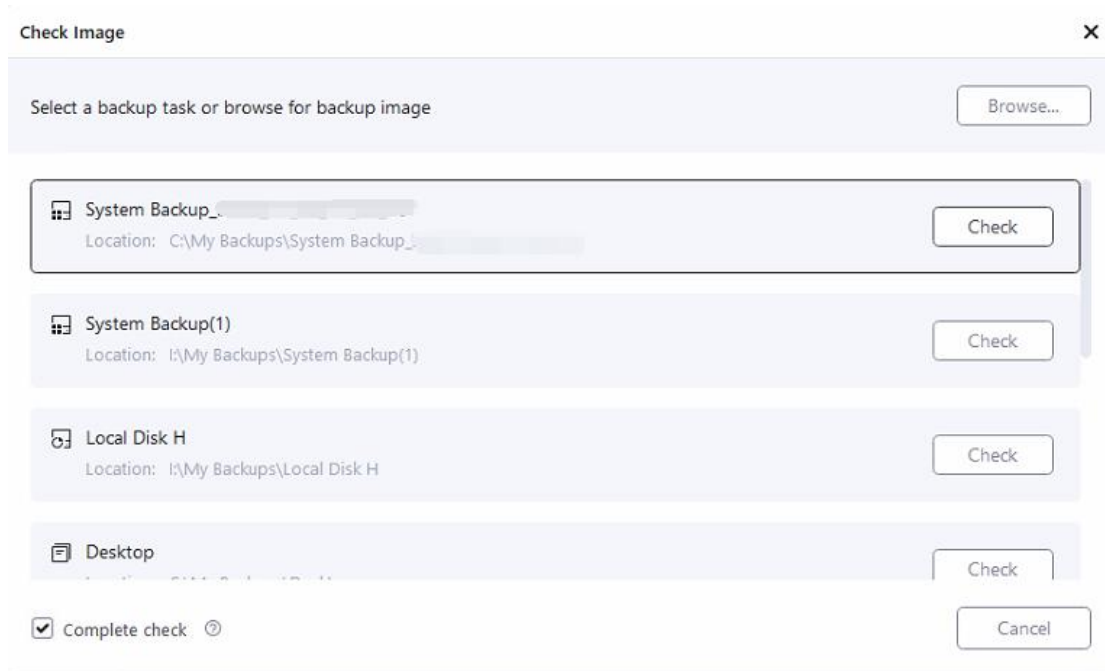 Check Image
Select a backup task or browse for backup image
Browse...
System Backup_
Check
Location: C:\My Backups\System Backup_
System Backup(1)
Check
Location: I:\My Backups\System Backup(1)
Local Disk H
Check
Location: I:\My Backups\Local Disk H
Desktop
Check
Complete check
Cancel